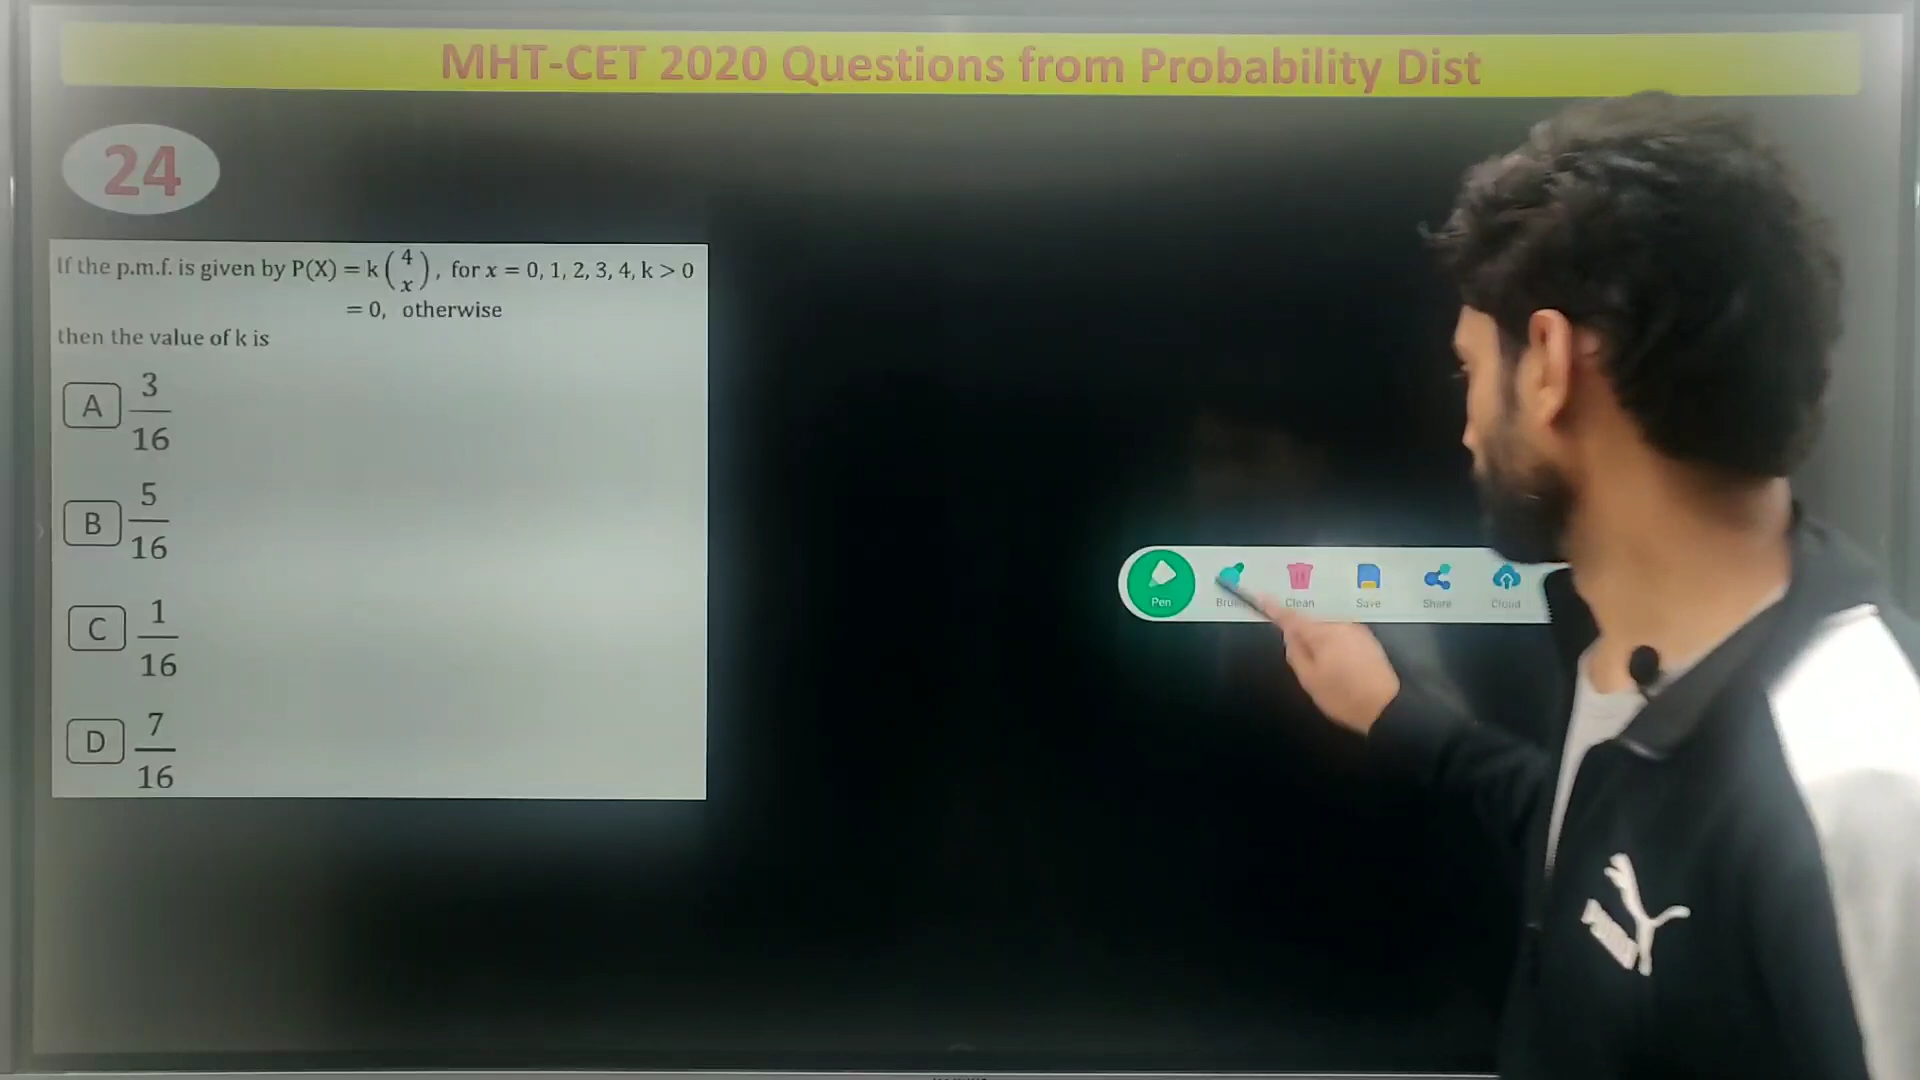 MHT-CET 2020 Questions from Probability Dist
24
If the p.m.f. is given by P(X) = k (4 x), for x = 0, 1, 2, 3, 4, k > 0
= 0, otherwise
then the value of k is
A 3/16
B 5/16
C 1/16
D 7/16
Pen Clean Save Share Cloud